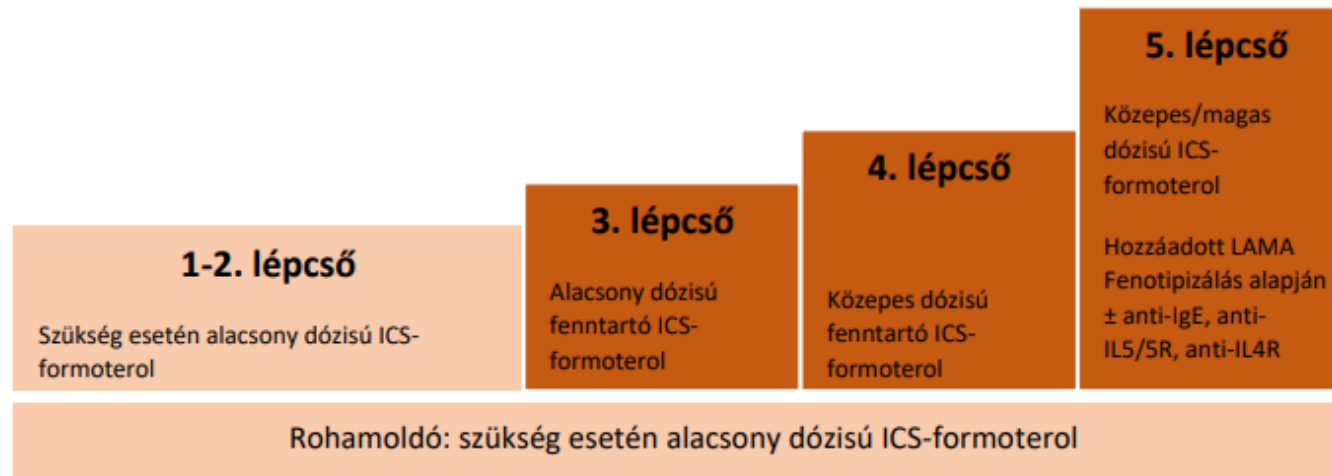 1-2. lépcső
Szükség esetén alacsony dózisú ICS-
formoterol
3. lépcső
Alacsony dózisú
fenntartó ICS-
formoterol
4. lépcső
Közepes dózisú
fenntartó ICS-
formoterol
5. lépcső
Közepes/magas
dózisú ICS-
formoterol
Hozzáadott LAMA
Fenotipizálás alapján
± anti-IgE, anti-
IL5/5R, anti-IL4R
Rohamoldó: szükség esetén alacsony dózisú ICS-formoterol